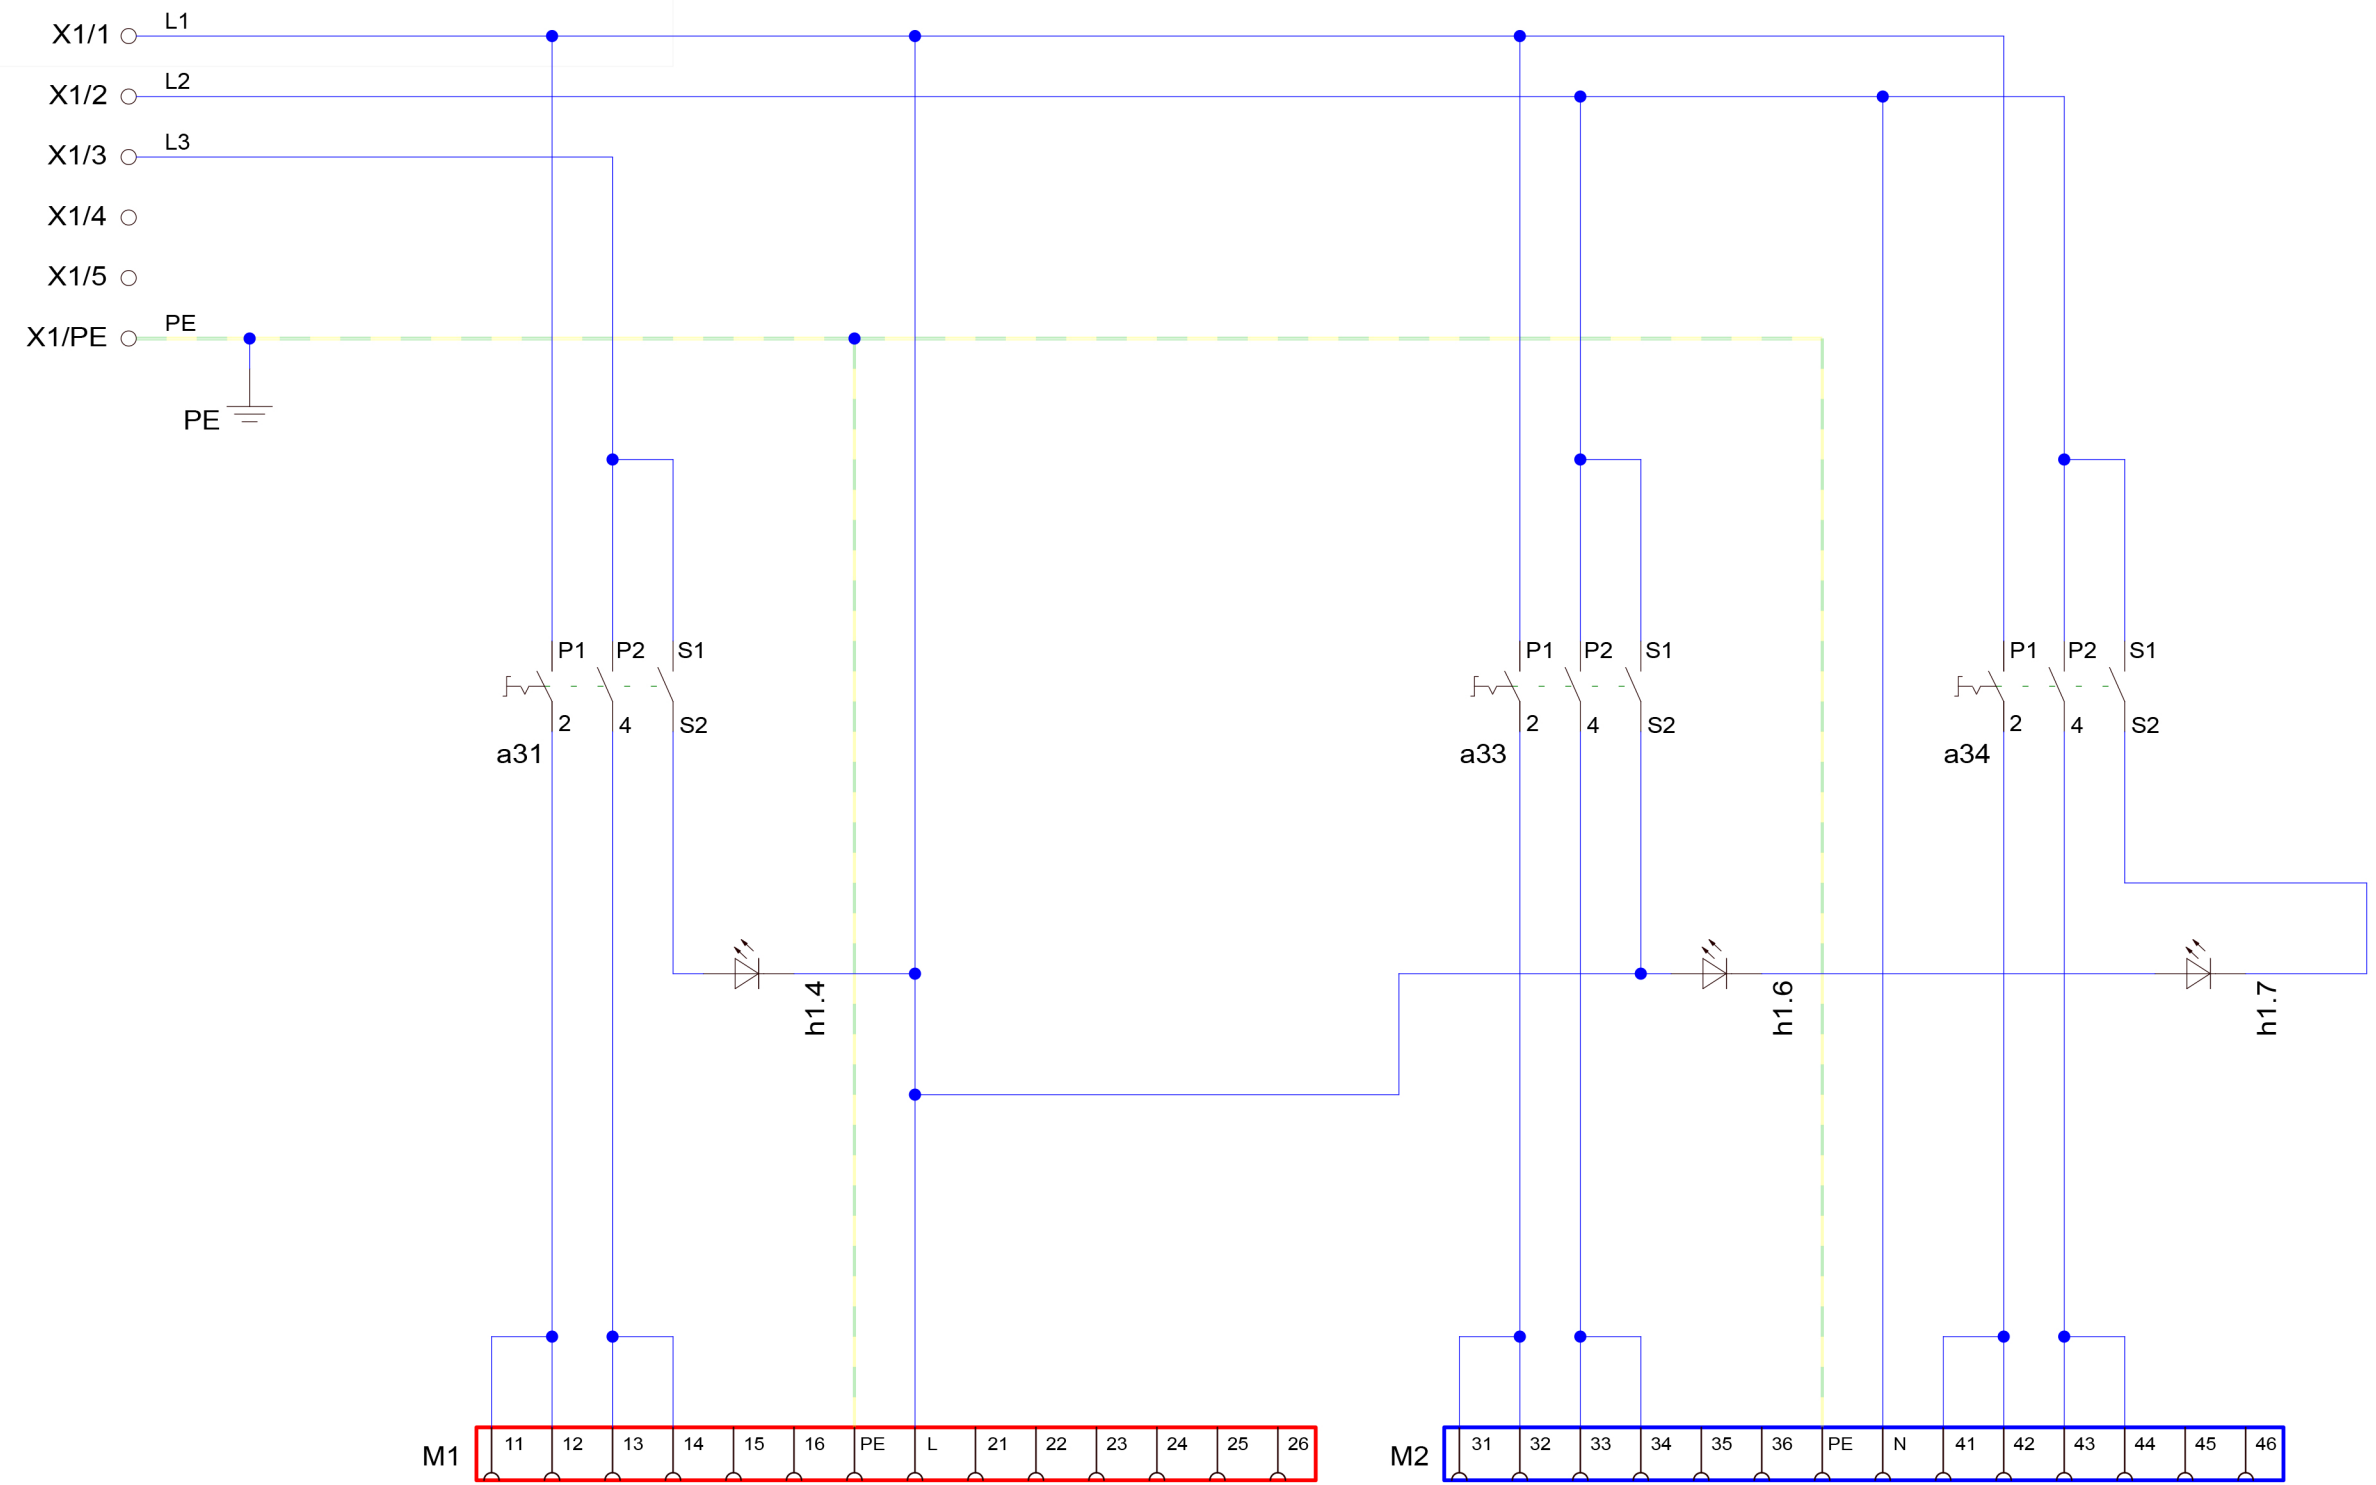 X1/1 L1
X1/2 L2
X1/3 L3
X1/4
X1/5
X1/PE PE
PE
P1 P2 S1 P1 P2 S1 P1 P2 S1
2 4 S2 2 4 S2 2 4 S2
a31 a33 a34
h1.4 h1.6 h1.7
M1 11 12 13 14 15 16 PE L 21 22 23 24 25 26 M2 31 32 33 34 35 36 PE N 41 42 43 44 45 46